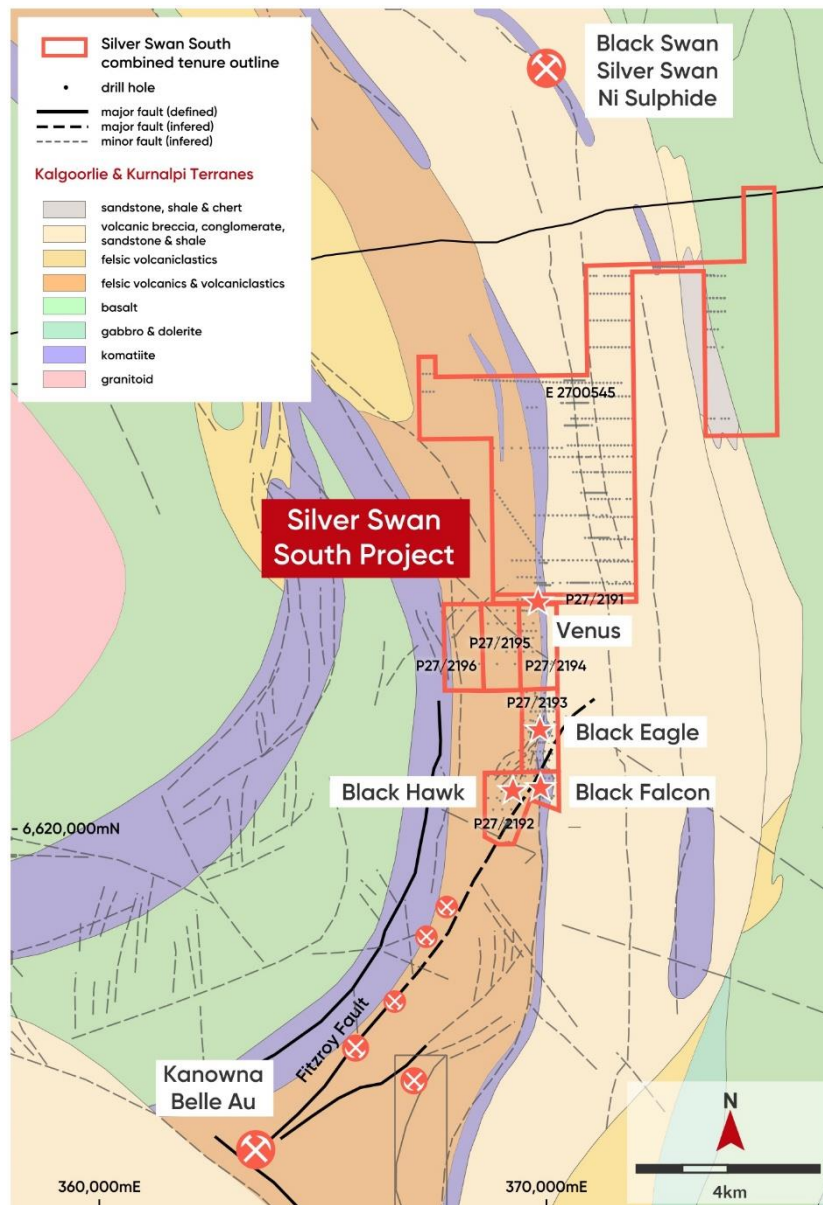 Silver Swan South
combined tenure outline
drill hole
major fault (defined)
major fault (infered)
minor fault (infered)
Kalgoorlie & Kurnalpi Terranes
sandstone, shale & chert
volcanic breccia, conglomerate,
sandstone & shale
felsic volcaniclastics
felsic volcanics & volcaniclastics
basalt
gabbro & dolerite
komatiite
granitoid
Black Swan
Silver Swan
Ni Sulphide
E 2700545
Silver Swan
South Project
P27/2191
Venus
P27/2195
P27/2196
P27/2194
P27/2193
Black Eagle
Black Hawk
Black Falcon
P27/2192
6,620,000mN
Fitzroy Fault
Kanowna
Belle Au
N
4km
360,000mE
370,000mE